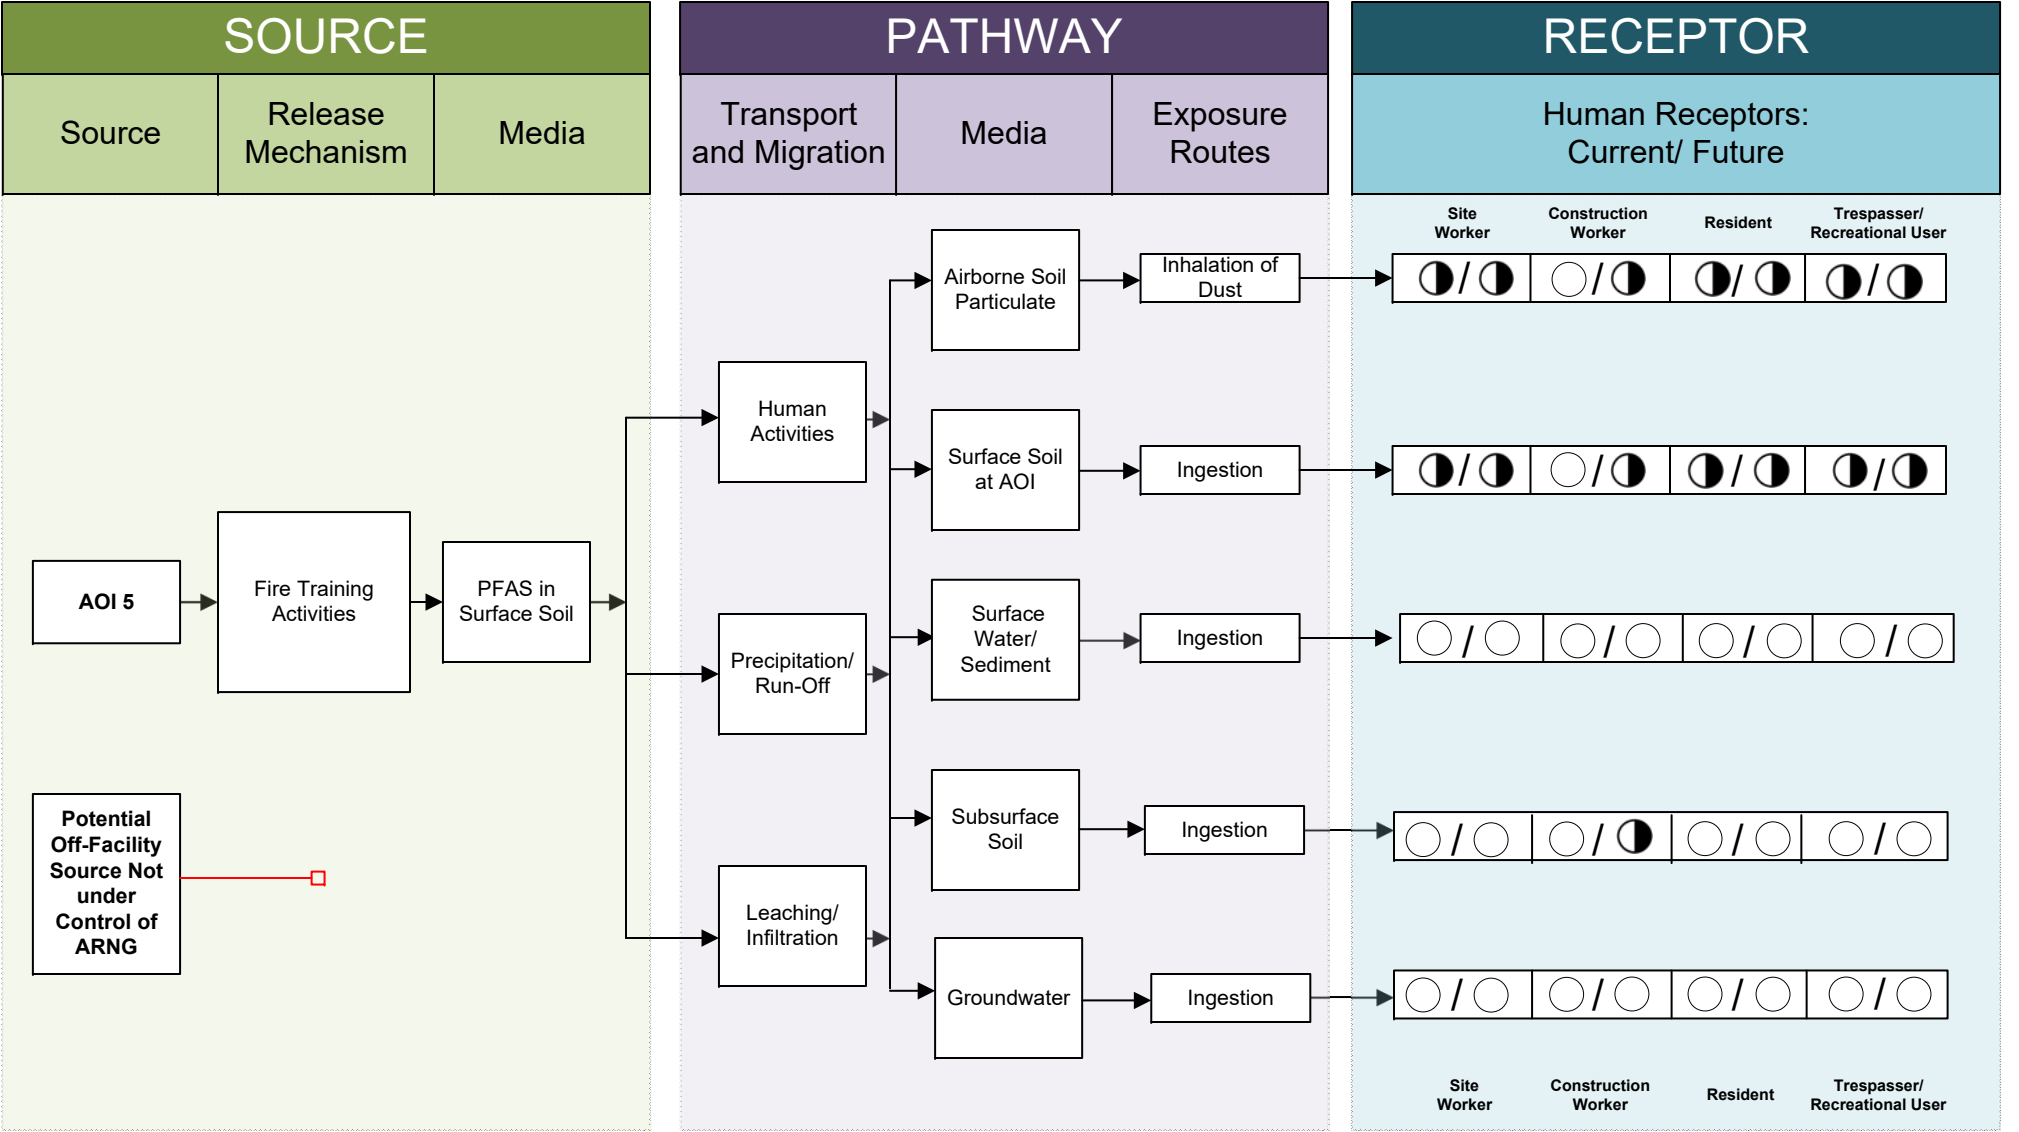 SOURCE
PATHWAY
RECEPTOR
Source
Release
Mechanism
Media
Transport
and Migration
Media
Exposure
Routes
Human Receptors:
Current/ Future
Site
Worker
Construction
Worker
Resident
Trespasser/
Recreational User
Airborne Soil
Particulate
Inhalation of
Dust
/ / / /
Human
Activities
Surface Soil
at AOI
Ingestion
/ / / /
AOI 5
Fire Training
Activities
PFAS in
Surface Soil
Precipitation/
Run-Off
Surface
Water/
Sediment
Ingestion
/ / / /
Potential
Off-Facility
Source Not
under
Control of
ARNG
Subsurface
Soil
Ingestion
/ / / /
Leaching/
Infiltration
Groundwater
Ingestion
/ / / /
Site
Worker
Construction
Worker
Resident
Trespasser/
Recreational User